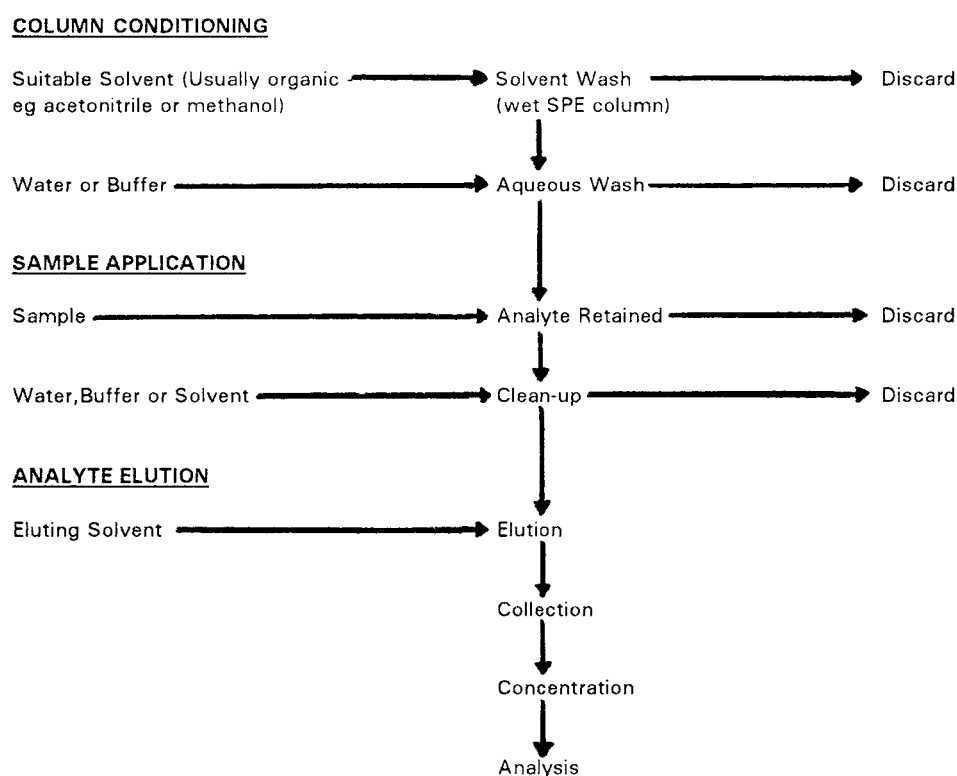 COLUMN CONDITIONING
Suitable Solvent (Usually organic
eg acetonitrile or methanol)
Solvent Wash
(wet SPE column)
Discard
Water or Buffer
Aqueous Wash
Discard
SAMPLE APPLICATION
Sample
Analyte Retained
Discard
Water,Buffer or Solvent
Clean-up
Discard
ANALYTE ELUTION
Eluting Solvent
Elution
Collection
Concentration
Analysis